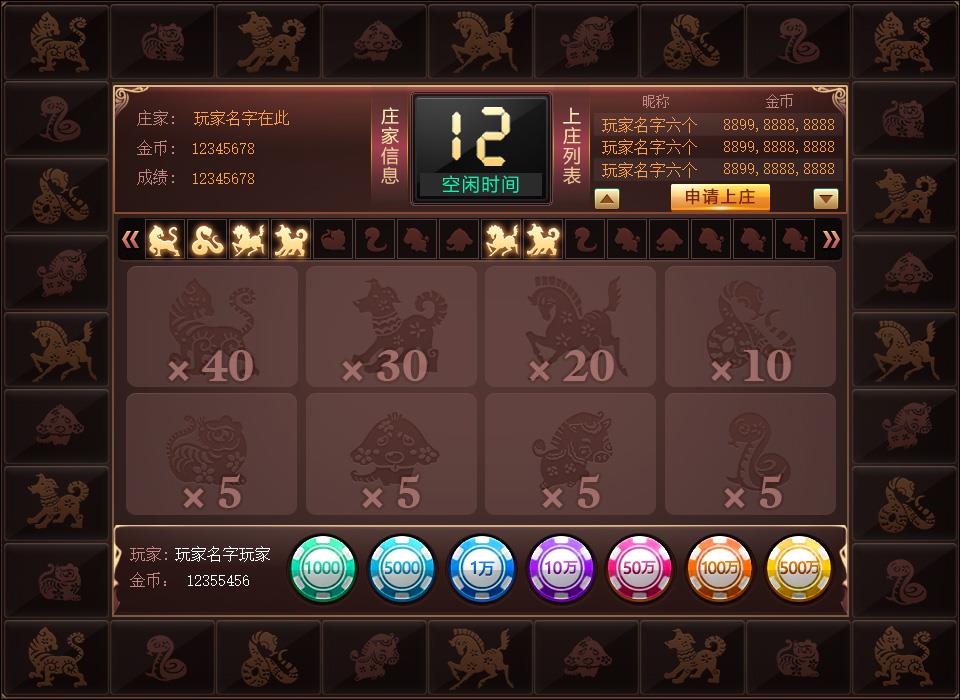 庄家： 玩家名字在此
金币： 12345678
成绩： 12345678
庄家信息
12
空闲时间
上庄列表
昵称 金币
玩家名字六个 8899,8888,8888
玩家名字六个 8899,8888,8888
玩家名字六个 8899,8888,8888
申请上庄
× 40 × 30 × 20 × 10
× 5 × 5 × 5 × 5
玩家： 玩家名字玩家
金币： 12355456
1000 5000 1万 10万 50万 100万 500万